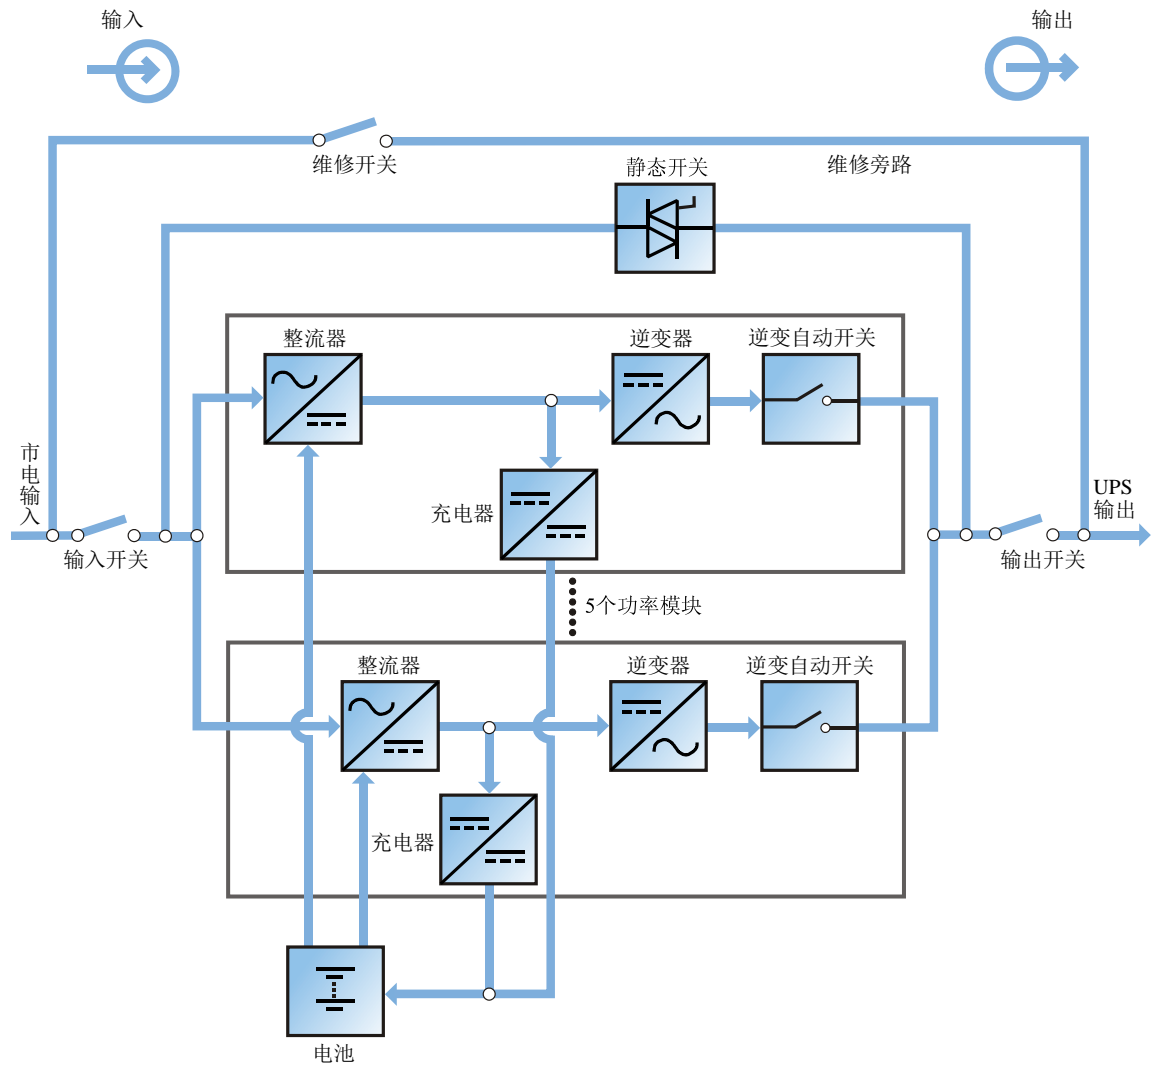 输入
输出
维修开关
维修旁路
静态开关
整流器
逆变器
逆变自动开关
市电输入
充电器
UPS
输出
输入开关
输出开关
5个功率模块
整流器
逆变器
逆变自动开关
充电器
电池